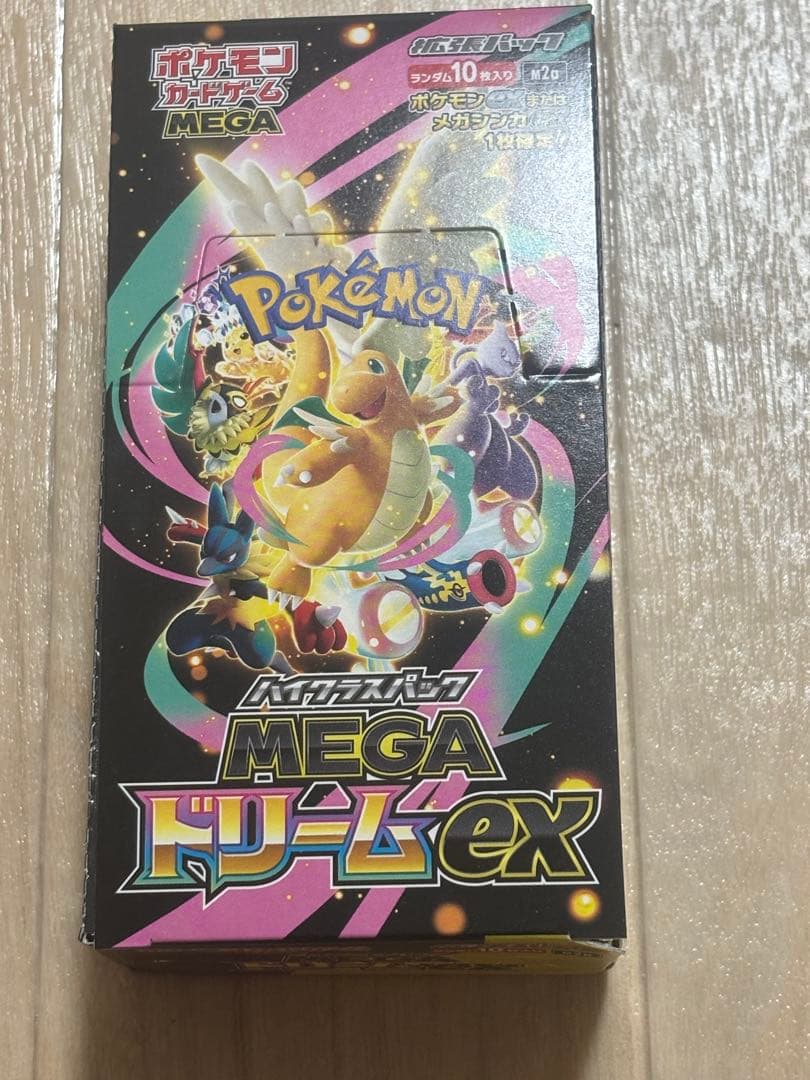 ポケモン
カードゲーム
MEGA
拡張パック
ランダム10枚入り M2a
ポケモンexまたは
メガシンカ
1枚確定!!
POKéMON
ハイクラスパック
MEGA
ドリームex